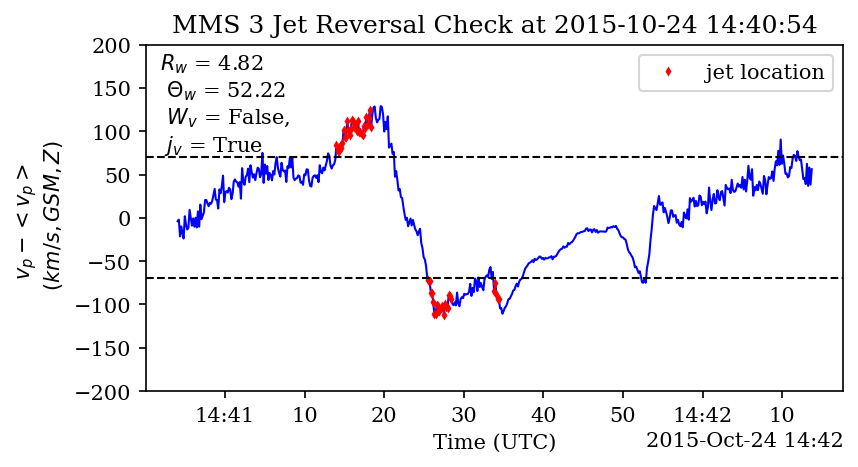 MMS 3 Jet Reversal Check at 2015-10-24 14:40:54
200
150
100
50
0
−50
−100
−150
−200
v_p − < v_p >
(km/s, GSM, Z)
R_w = 4.82
Θ_w = 52.22
W_v = False,
j_v = True
jet location
14:41 10 20 30 40 50 14:42 10
Time (UTC)
2015-Oct-24 14:42